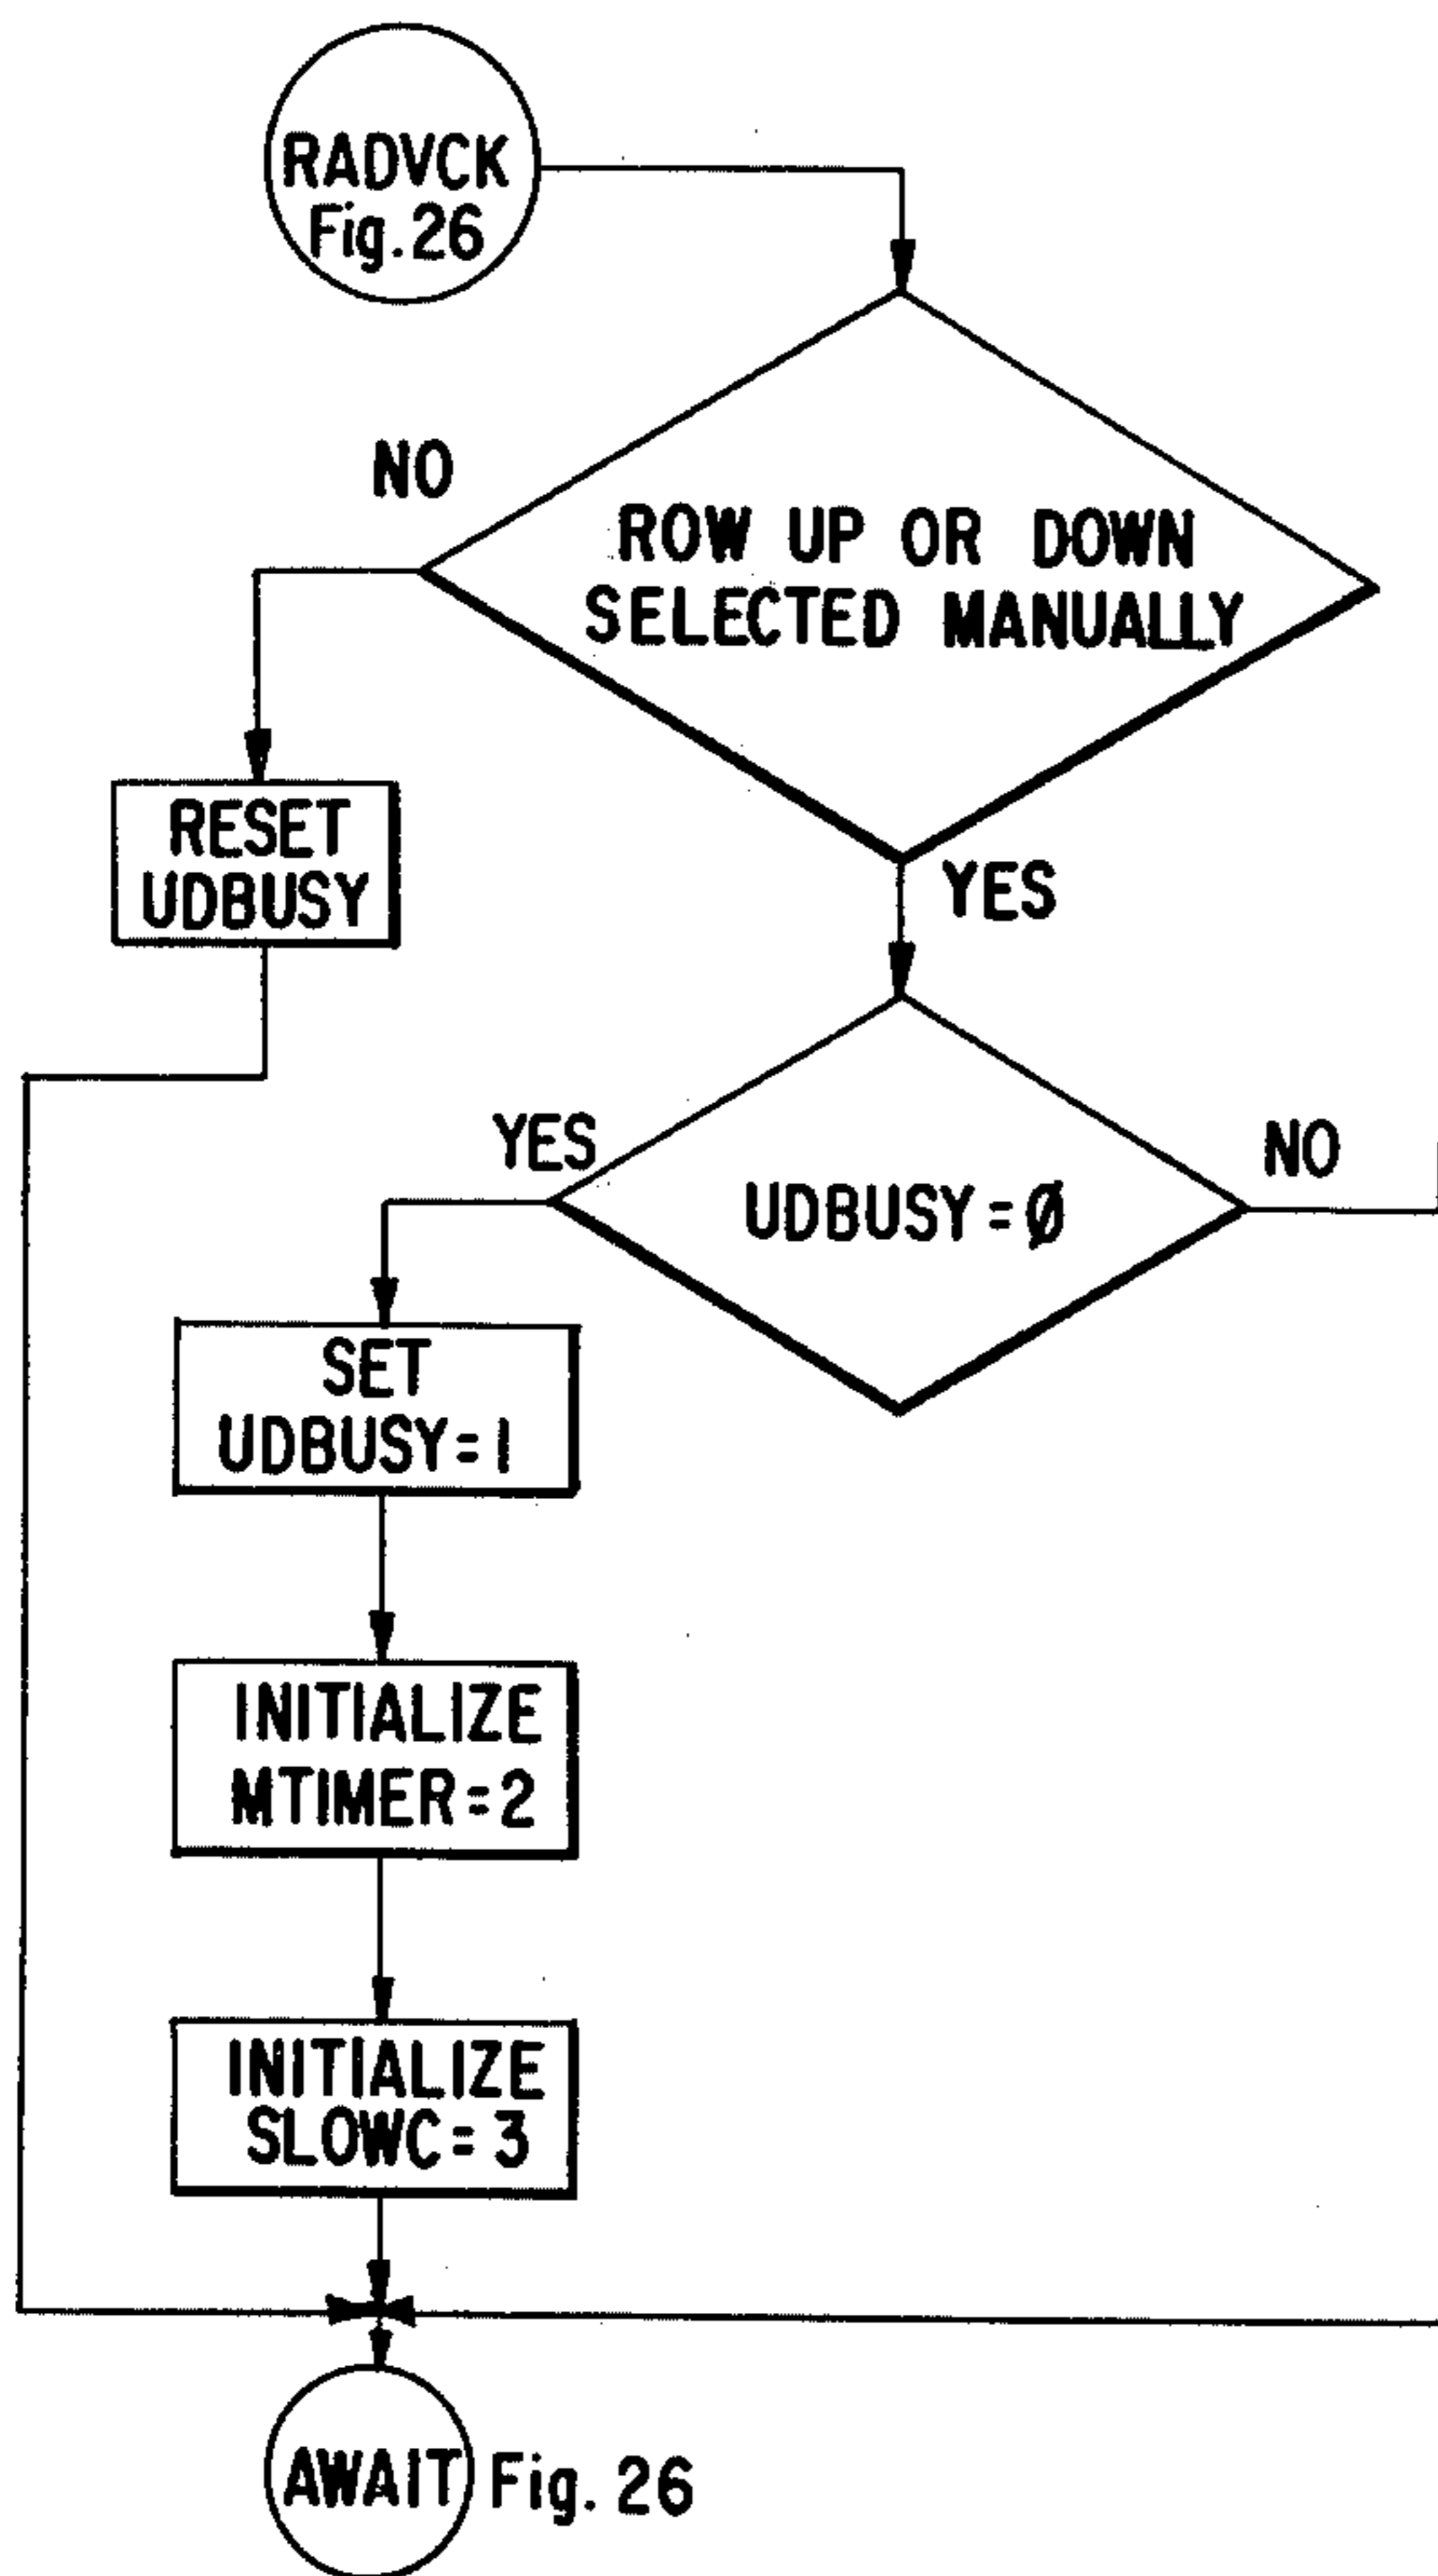 RADVCK
Fig.26
NO
ROW UP OR DOWN
SELECTED MANUALLY
RESET
UDBUSY
YES
YES
NO
UDBUSY=Ø
SET
UDBUSY=1
INITIALIZE
MTIMER=2
INITIALIZE
SLOWC=3
AWAIT Fig. 26